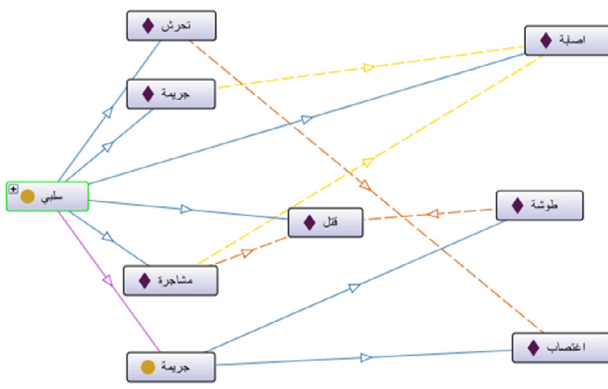 تحرش
اصابة
جريمة
سلبي
طوشة
قتل
مشاجرة
اغتصاب
جريمة